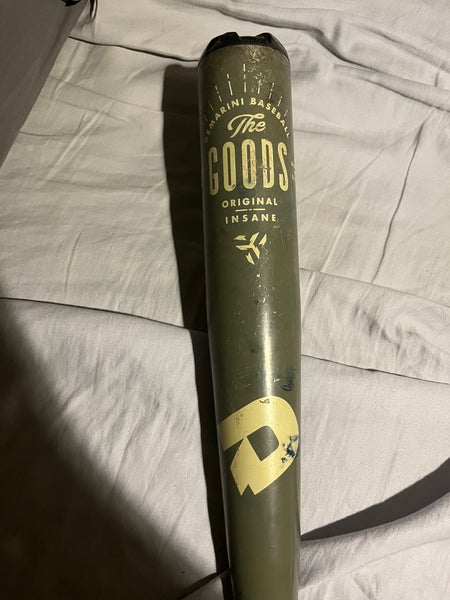 DEMARINI BASEBALL
The
GOODS
ORIGINAL
INSANE
D